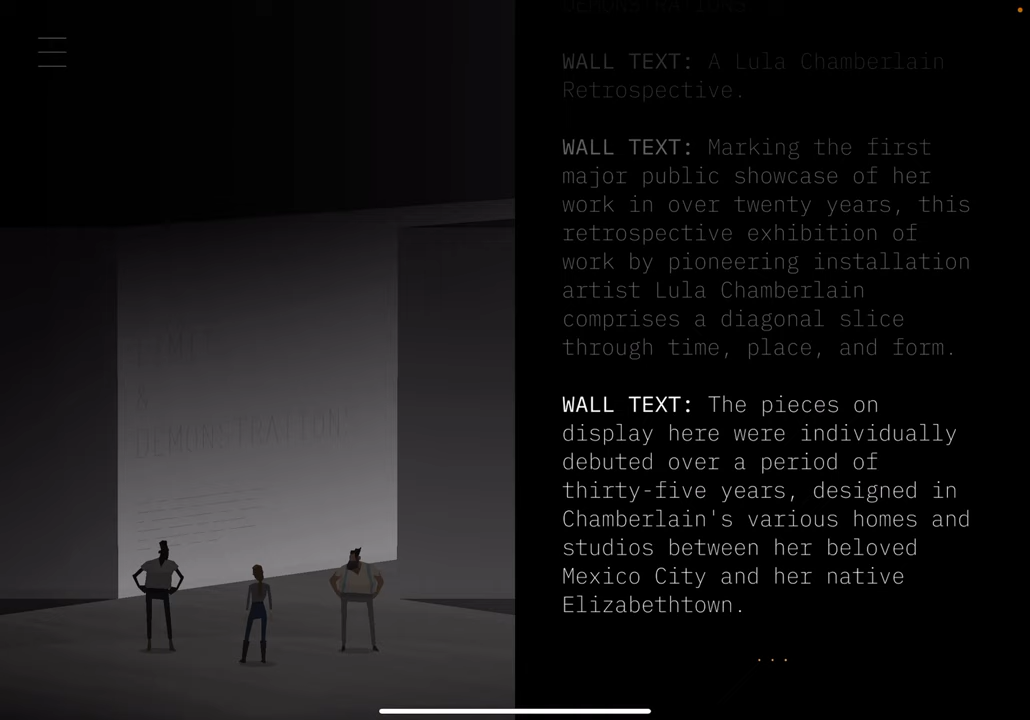 DEMONSTRATIONS
WALL TEXT: A Lula Chamberlain
Retrospective.
WALL TEXT: Marking the first
major public showcase of her
work in over twenty years, this
retrospective exhibition of
work by pioneering installation
artist Lula Chamberlain
comprises a diagonal slice
through time, place, and form.
WALL TEXT: The pieces on
display here were individually
debuted over a period of
thirty-five years, designed in
Chamberlain's various homes and
studios between her beloved
Mexico City and her native
Elizabethtown.
...
&
DEMONSTRATIONS